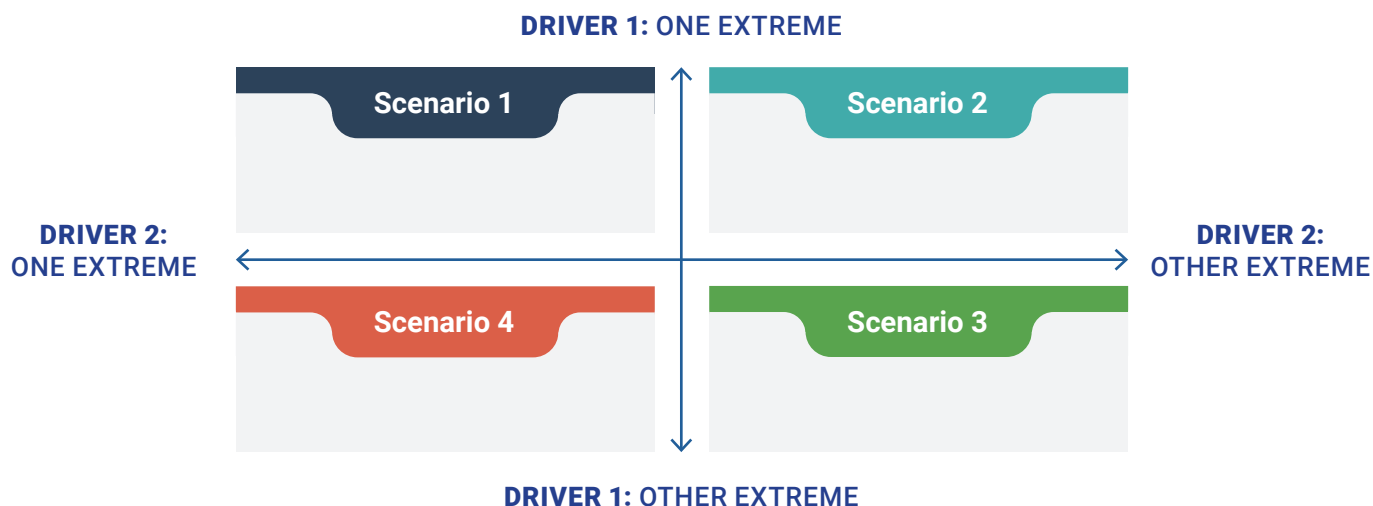 DRIVER 1: ONE EXTREME
Scenario 1
Scenario 2
DRIVER 2:
ONE EXTREME
DRIVER 2:
OTHER EXTREME
Scenario 4
Scenario 3
DRIVER 1: OTHER EXTREME